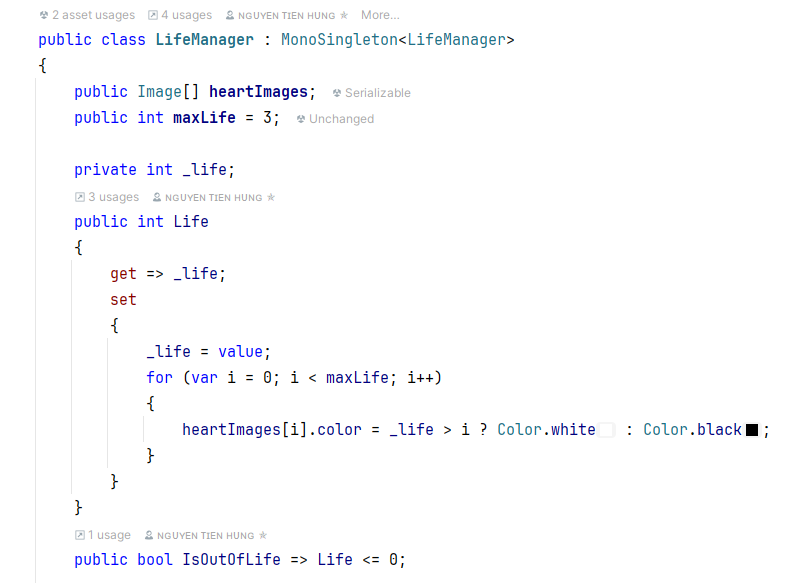 2 asset usages 4 usages NGUYEN TIEN HUNG More...
public class LifeManager : MonoSingleton<LifeManager>
{
public Image[] heartImages; Serializable
public int maxLife = 3; Unchanged
private int _life;
3 usages NGUYEN TIEN HUNG
public int Life
{
get => _life;
set
{
_life = value;
for (var i = 0; i < maxLife; i++)
{
heartImages[i].color = _life > i ? Color.white : Color.black;
}
}
}
1 usage NGUYEN TIEN HUNG
public bool IsOutOfLife => Life <= 0;